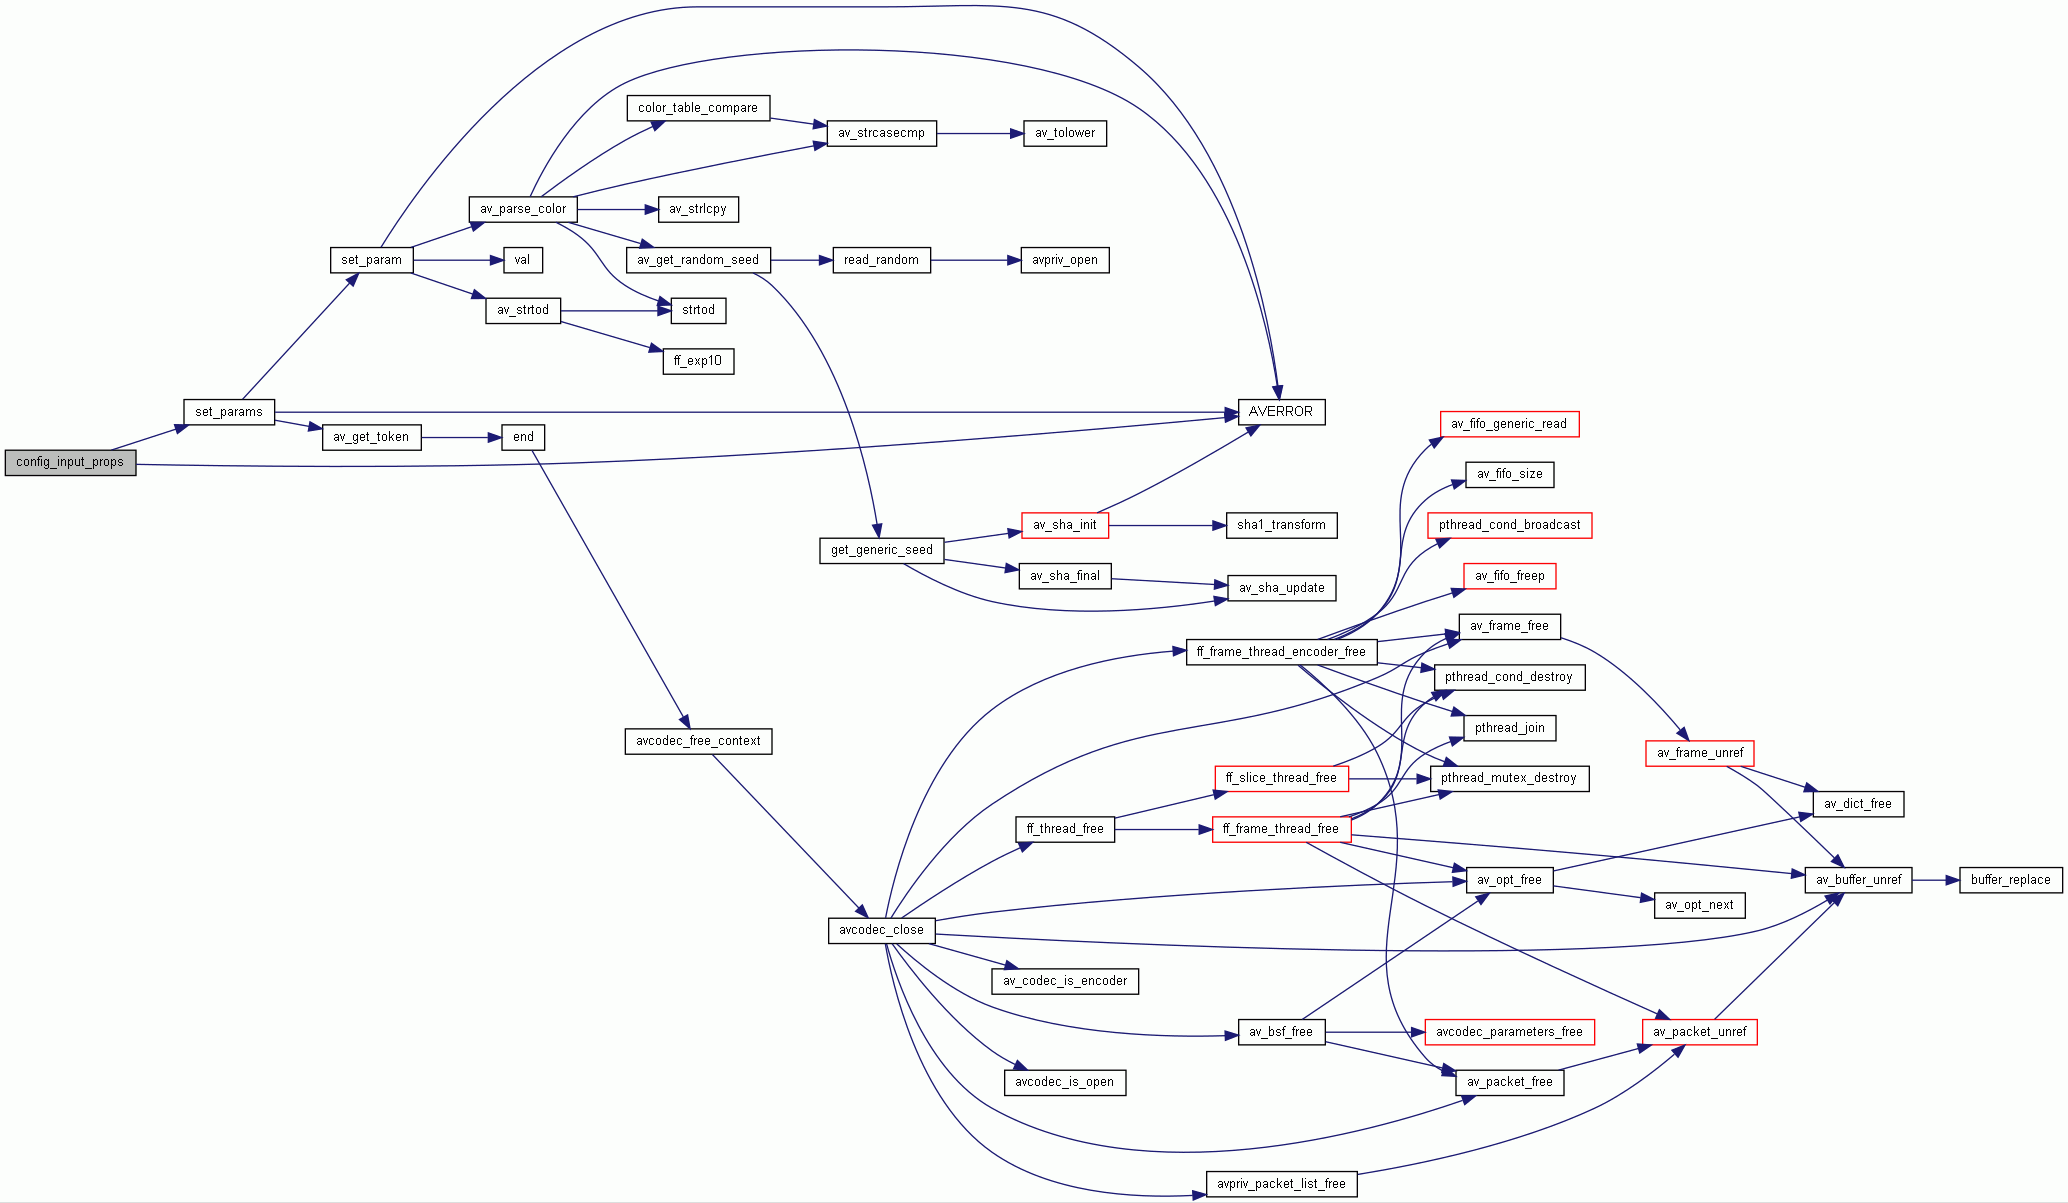 color_table_compare
av_strcasecmp
av_tolower
av_parse_color
av_strlcpy
set_param
val
av_get_random_seed
read_random
avpriv_open
av_strtod
strtod
ff_exp10
set_params
AVERROR
av_get_token
end
config_input_props
av_fifo_generic_read
av_fifo_size
av_sha_init
sha1_transform
pthread_cond_broadcast
get_generic_seed
av_sha_final
av_sha_update
av_fifo_freep
av_frame_free
ff_frame_thread_encoder_free
pthread_cond_destroy
pthread_join
avcodec_free_context
av_frame_unref
ff_slice_thread_free
pthread_mutex_destroy
av_dict_free
ff_thread_free
ff_frame_thread_free
av_opt_free
av_buffer_unref
buffer_replace
av_opt_next
avcodec_close
av_codec_is_encoder
av_bsf_free
avcodec_parameters_free
av_packet_unref
avcodec_is_open
av_packet_free
avpriv_packet_list_free